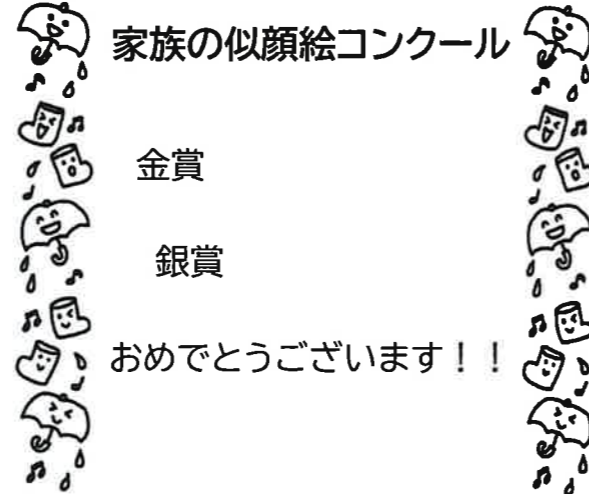 家族の似顔絵コンクール
金賞
銀賞
おめでとうございます！！